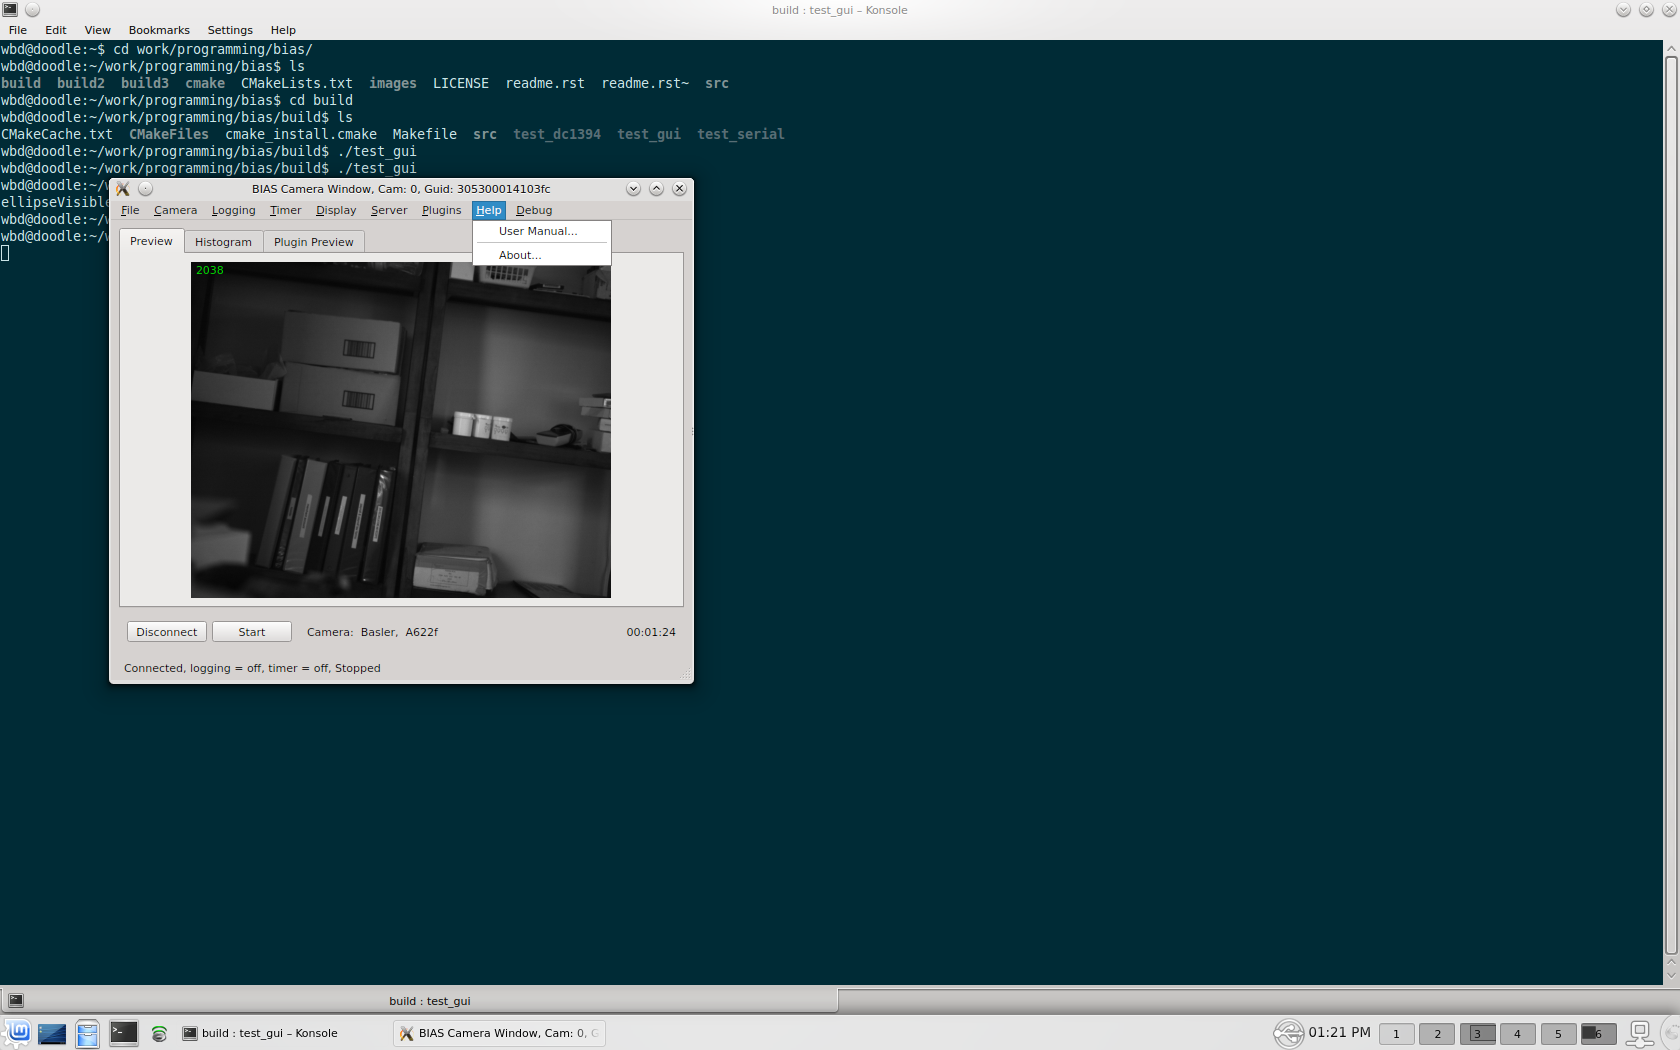 build : test_gui – Konsole
File Edit View Bookmarks Settings Help
wbd@doodle:~$ cd work/programming/bias/
wbd@doodle:~/work/programming/bias$ ls
build build2 build3 cmake CMakeLists.txt images LICENSE readme.rst readme.rst~ src
wbd@doodle:~/work/programming/bias$ cd build
wbd@doodle:~/work/programming/bias/build$ ls
CMakeCache.txt CMakeFiles cmake_install.cmake Makefile src test_dc1394 test_gui test_serial
wbd@doodle:~/work/programming/bias/build$ ./test_gui
wbd@doodle:~/work/programming/bias/build$ ./test_gui
wbd@doodle:~/w
ellipseVisible
wbd@doodle:~/w
wbd@doodle:~/w
BIAS Camera Window, Cam: 0, Guid: 305300014103fc
File Camera Logging Timer Display Server Plugins Help Debug
User Manual...
About...
Preview Histogram Plugin Preview
2038
Disconnect Start Camera: Basler, A622f 00:01:24
Connected, logging = off, timer = off, Stopped
build : test_gui
build : test_gui – Konsole BIAS Camera Window, Cam: 0, G 01:21 PM 1 2 3 4 5 6